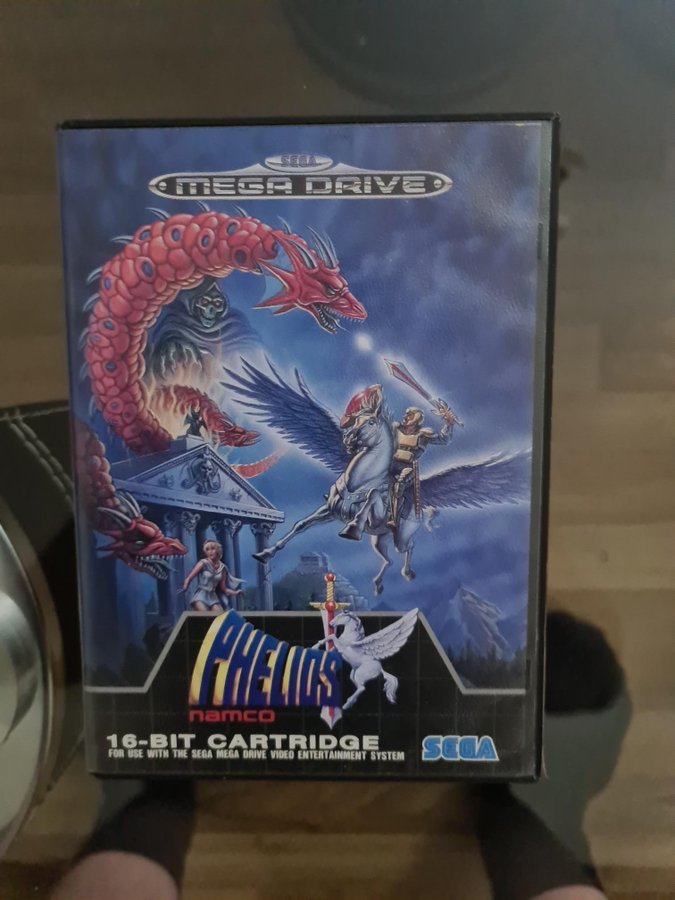 SEGA
MEGA DRIVE
PHELIOS
namco
16-BIT CARTRIDGE
FOR USE WITH THE SEGA MEGA DRIVE VIDEO ENTERTAINMENT SYSTEM
SEGA